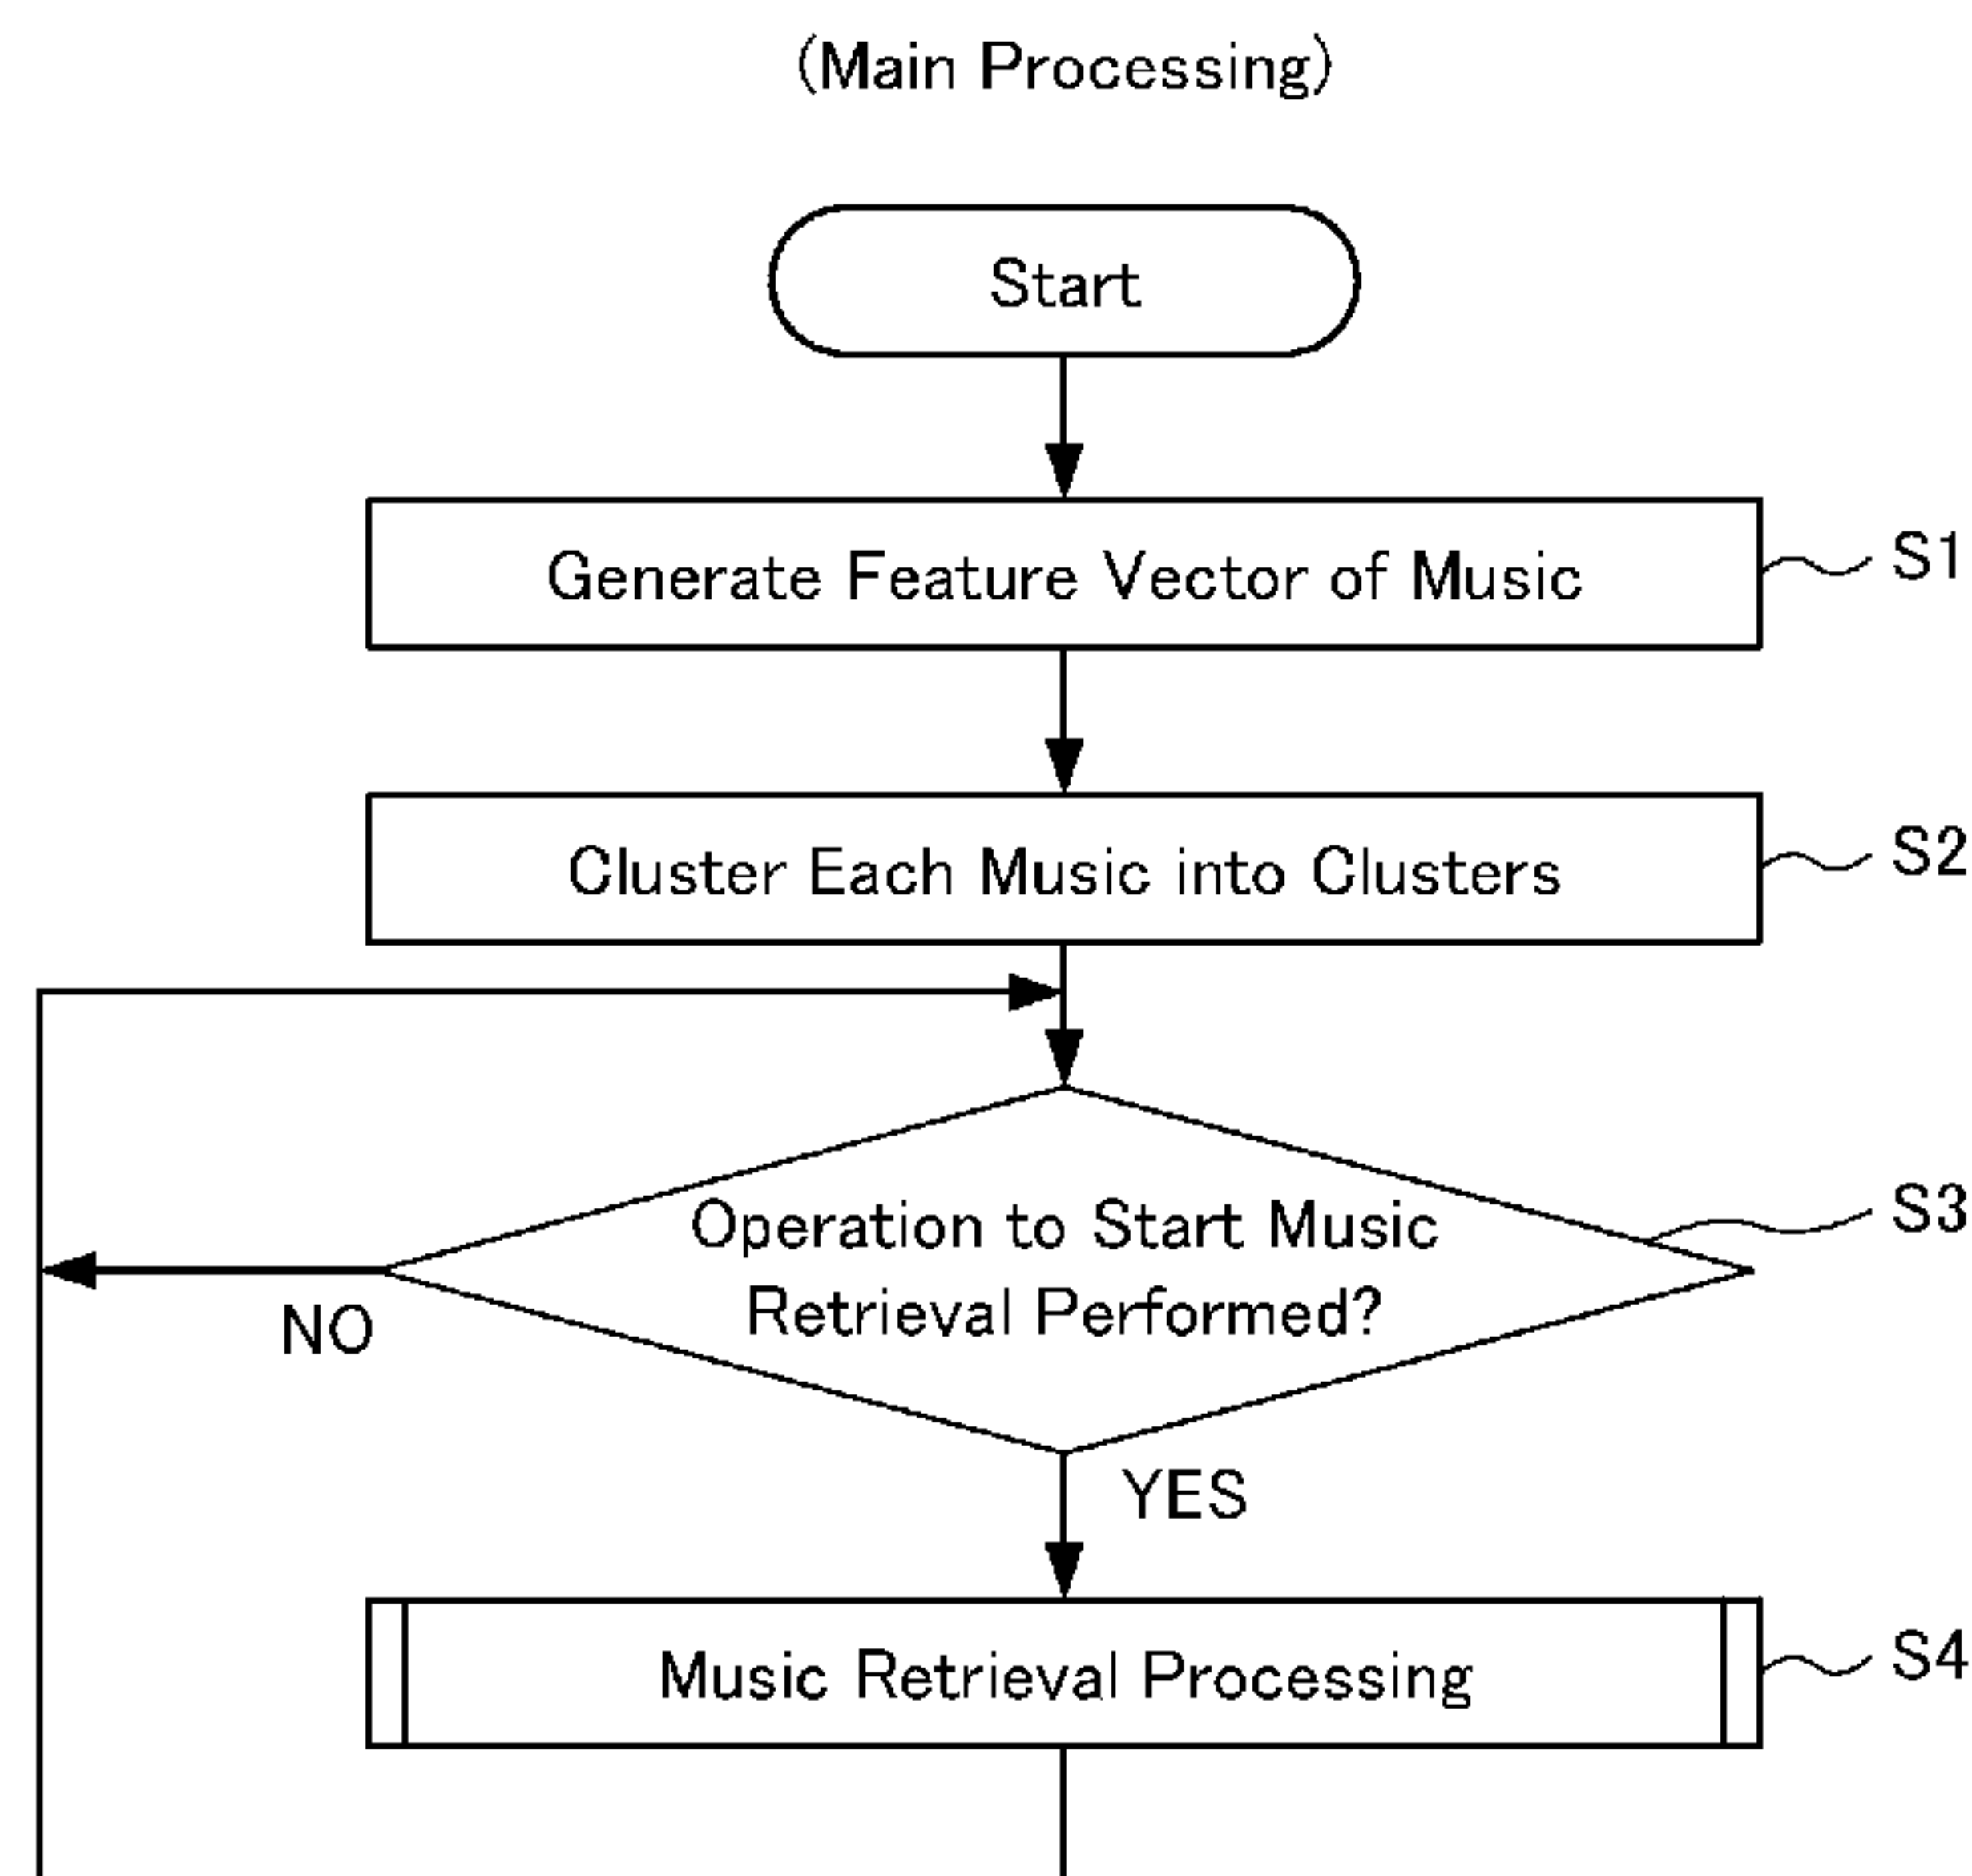 (Main Processing)
Start
Generate Feature Vector of Music
S1
Cluster Each Music into Clusters
S2
Operation to Start Music
Retrieval Performed?
S3
NO
YES
Music Retrieval Processing
S4